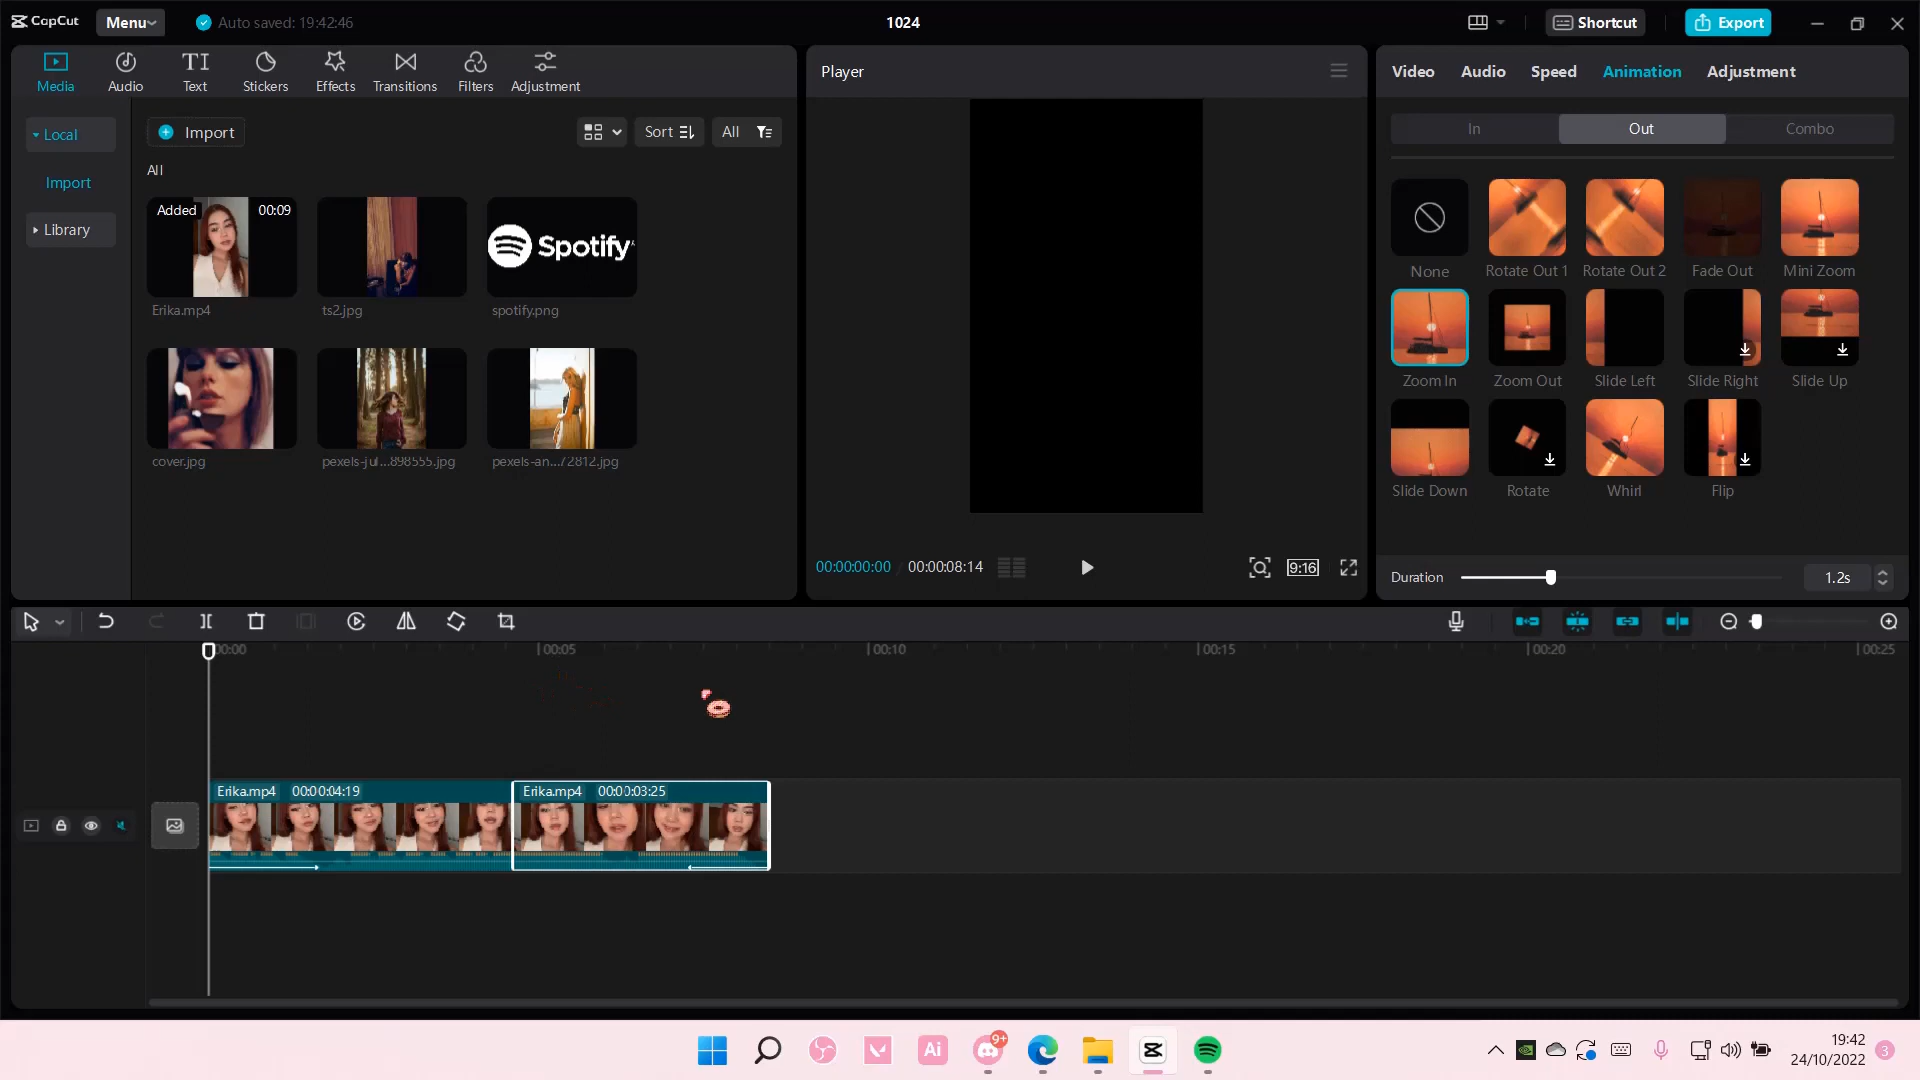 CapCut
Menu
Auto saved: 19:42:46
1024
Shortcut
Export
Media
Audio
Text
Stickers
Effects
Transitions
Filters
Adjustment
Local
Import
Library
Import
Sort
All
All
Added
00:09
Erika.mp4
ts2.jpg
Spotify
spotify.png
cover.jpg
pexels-jul...898555.jpg
pexels-an...72812.jpg
Player
00:00:00:00 / 00:00:08:14
9:16
Video
Audio
Speed
Animation
Adjustment
In
Out
Combo
None
Rotate Out 1
Rotate Out 2
Fade Out
Mini Zoom
Zoom In
Zoom Out
Slide Left
Slide Right
Slide Up
Slide Down
Rotate
Whirl
Flip
Duration
1.2s
00:00
00:05
00:10
00:15
00:20
00:25
Erika.mp4 00:00:04:19
Erika.mp4 00:00:03:25
Ai
9+
19:42
24/10/2022
3